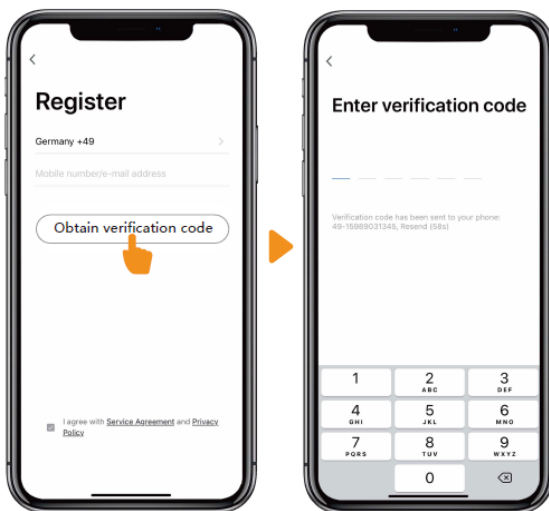 Register
Germany +49
Mobile number/e-mail address
Obtain verification code
I agree with Service Agreement and Privacy
Policy
Enter verification code
Verification code has been sent to your phone:
49-15989031345, Resend (58s)
1
2
ABC
3
DEF
4
GHI
5
JKL
6
MNO
7
PQRS
8
TUV
9
WXYZ
0